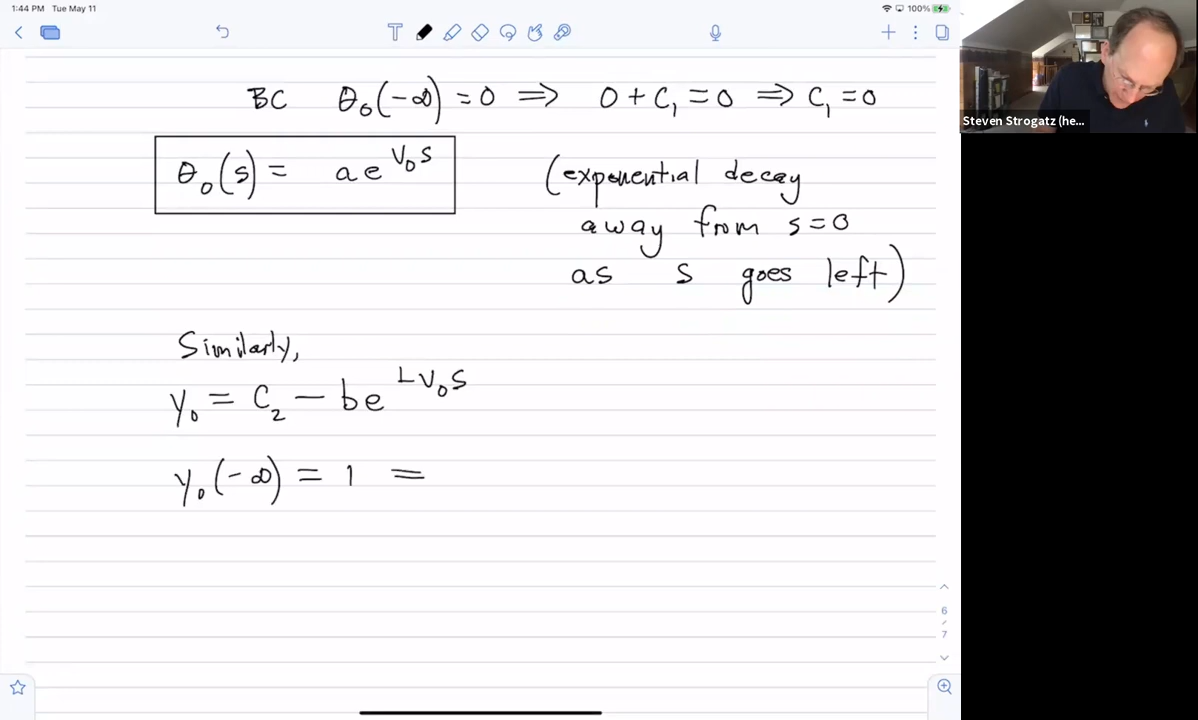 1:44 PM Tue May 11
100%
BC θ₀(-∞) = 0 ⟹ 0 + C₁ = 0 ⟹ C₁ = 0
θ₀(s) = a e^{V₀s}
(exponential decay
away from s=0
as s goes left)
Similarly,
y₀ = C₂ - be^{LV₀s}
y₀(-∞) = 1 =
6
/
7
Steven Strogatz (he...